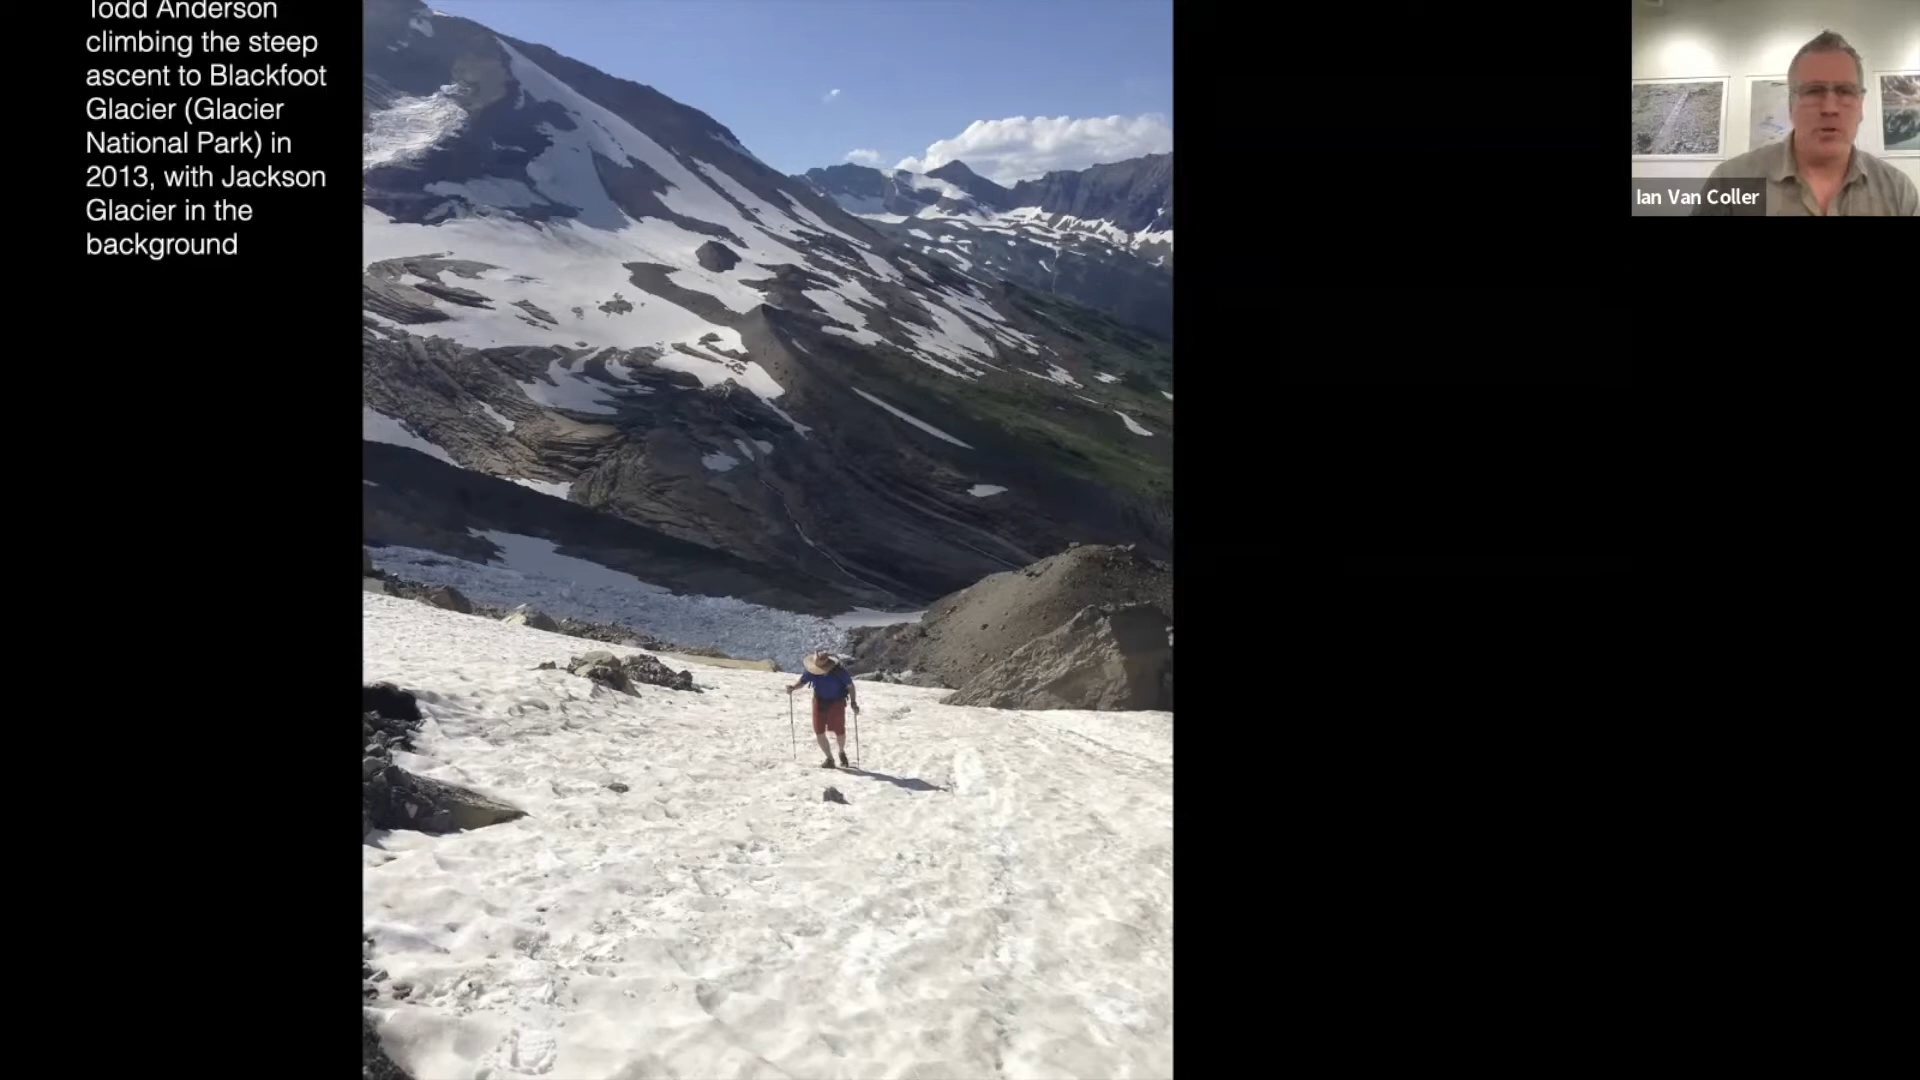 Todd Anderson
climbing the steep
ascent to Blackfoot
Glacier (Glacier
National Park) in
2013, with Jackson
Glacier in the
background
Ian Van Coller